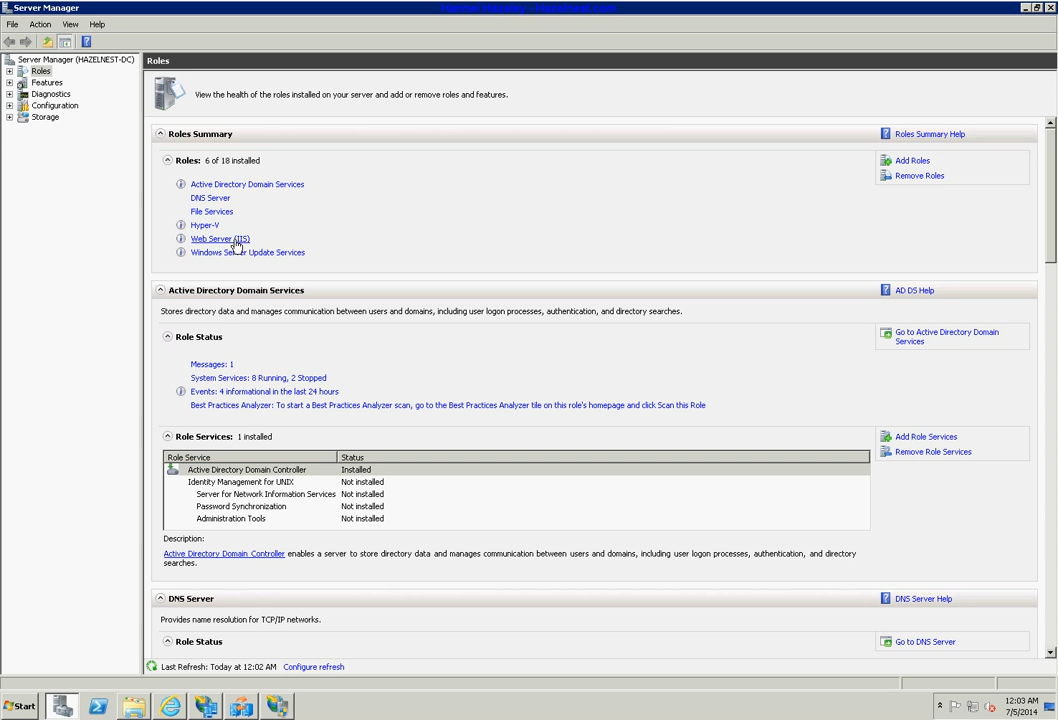 Server Manager
File Action View Help
Server Manager (HAZELNEST-DC)
Roles
Features
Diagnostics
Configuration
Storage
Roles
View the health of the roles installed on your server and add or remove roles and features.
Roles Summary
Roles Summary Help
Roles: 6 of 18 installed
Add Roles
Remove Roles
Active Directory Domain Services
DNS Server
File Services
Hyper-V
Web Server (IIS)
Windows Server Update Services
Active Directory Domain Services
AD DS Help
Stores directory data and manages communication between users and domains, including user logon processes, authentication, and directory searches.
Role Status
Go to Active Directory Domain
Services
Messages: 1
System Services: 8 Running, 2 Stopped
Events: 4 informational in the last 24 hours
Best Practices Analyzer: To start a Best Practices Analyzer scan, go to the Best Practices Analyzer tile on this role's homepage and click Scan this Role
Role Services: 1 installed
Add Role Services
Remove Role Services
Role Service Status
Active Directory Domain Controller Installed
Identity Management for UNIX Not installed
Server for Network Information Services Not installed
Password Synchronization Not installed
Administration Tools Not installed
Description:
Active Directory Domain Controller enables a server to store directory data and manages communication between users and domains, including user logon processes, authentication, and directory
searches.
DNS Server
DNS Server Help
Provides name resolution for TCP/IP networks.
Role Status
Go to DNS Server
Last Refresh: Today at 12:02 AM Configure refresh
Start
12:03 AM
7/5/2014